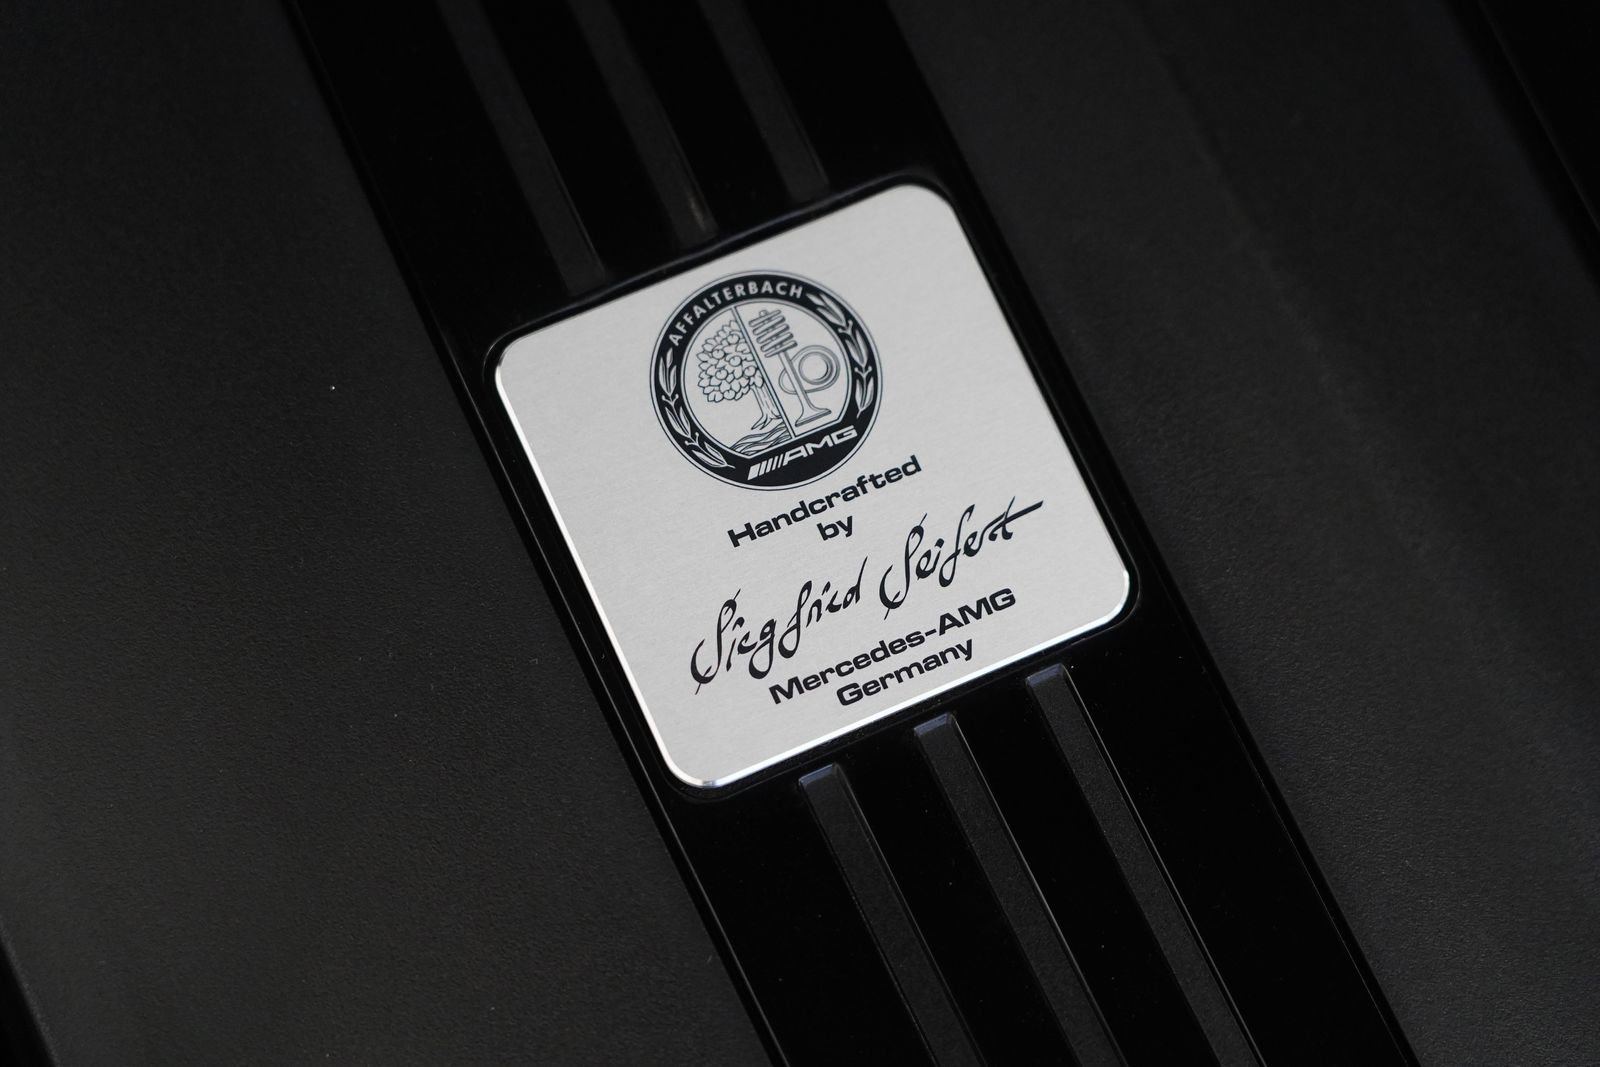 AFFALTERBACH
AMG
Handcrafted
by
Siegfried Seifert
Mercedes-AMG
Germany